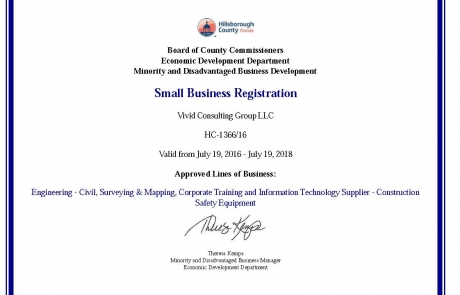 Hillsborough
County Florida
Board of County Commissioners
Economic Development Department
Minority and Disadvantaged Business Development
Small Business Registration
Vivid Consulting Group LLC
HC-1366/16
Valid from July 19, 2016 - July 19, 2018
Approved Lines of Business:
Engineering - Civil, Surveying & Mapping, Corporate Training and Information Technology Supplier - Construction
Safety Equipment
Theresa Kempa
Theresa Kempa
Minority and Disadvantaged Business Manager
Economic Development Department